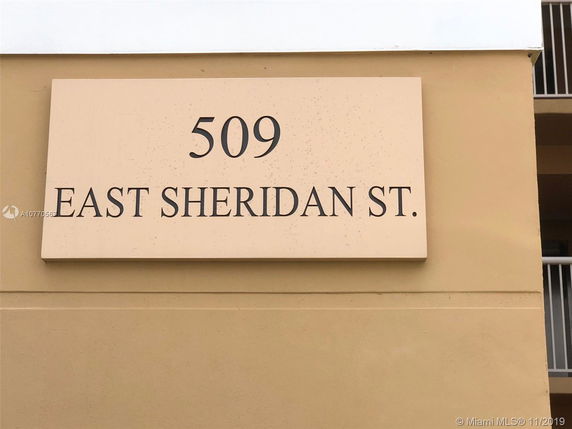 509
EAST SHERIDAN ST.
© Miami MLS® 11/2019